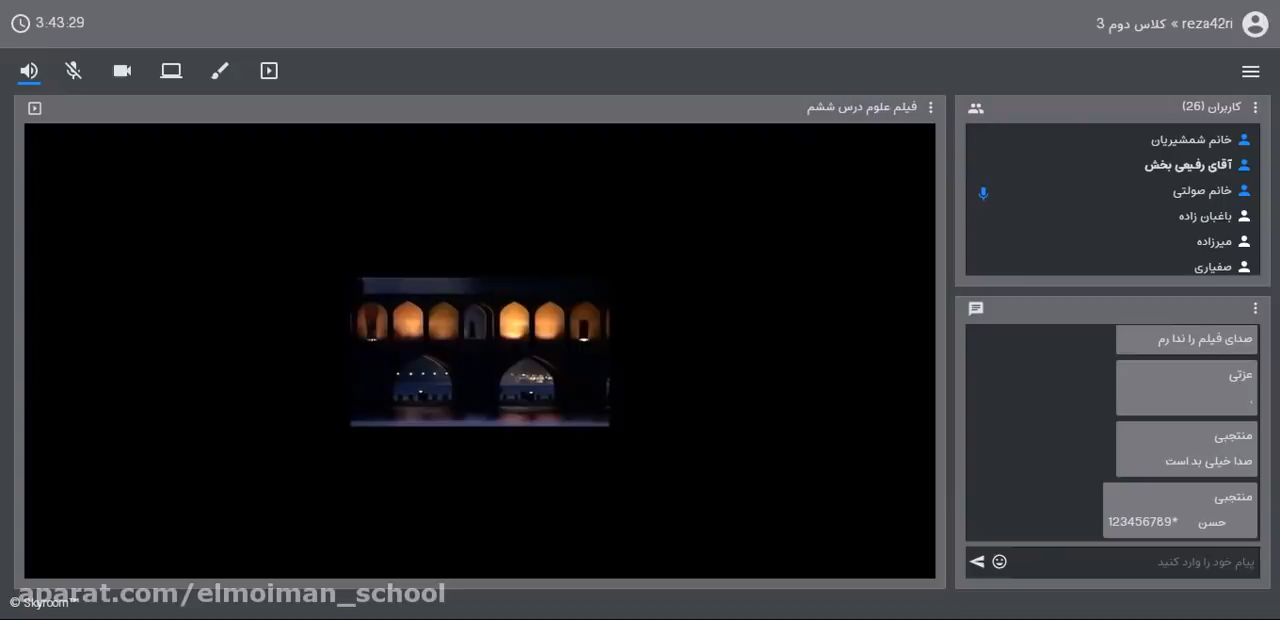 3:43:29
reza42ri » کلاس دوم 3
فیلم علوم درس ششم
کاربران (26)
خانم شمشیریان
آقای رفیعی بخش
خانم صولتی
باغبان زاده
میرزاده
صفیاری
صدای فیلم را ندا رم
عزتی
،
منتجبی
صدا خیلی بد است
منتجبی
حسن 123456789*
پیام خود را وارد کنید
aparat.com/elmoiman_school
© Skyroom™